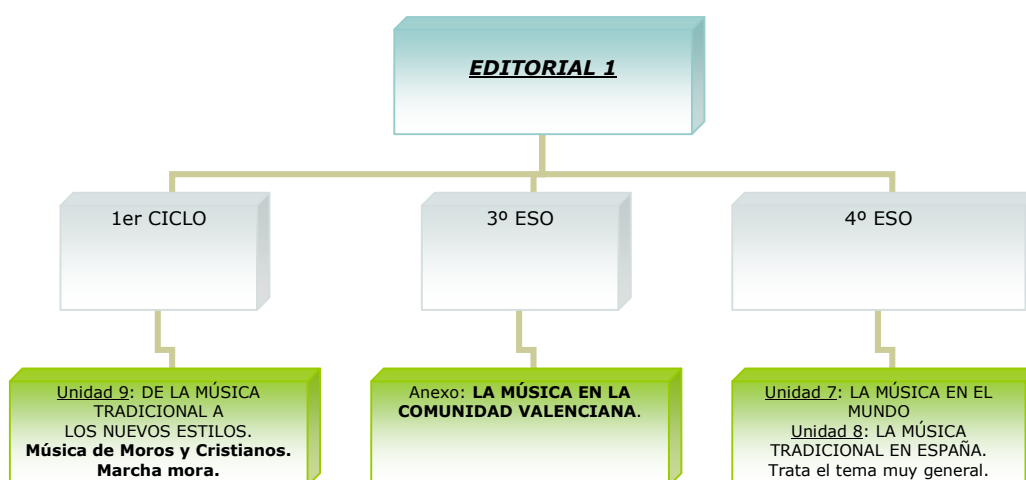 EDITORIAL 1
1er CICLO
3º ESO
4º ESO
Unidad 9: DE LA MÚSICA
TRADICIONAL A
LOS NUEVOS ESTILOS.
Música de Moros y Cristianos.
Marcha mora.
Anexo: LA MÚSICA EN LA
COMUNIDAD VALENCIANA.
Unidad 7: LA MÚSICA EN EL
MUNDO
Unidad 8: LA MÚSICA
TRADICIONAL EN ESPAÑA.
Trata el tema muy general.